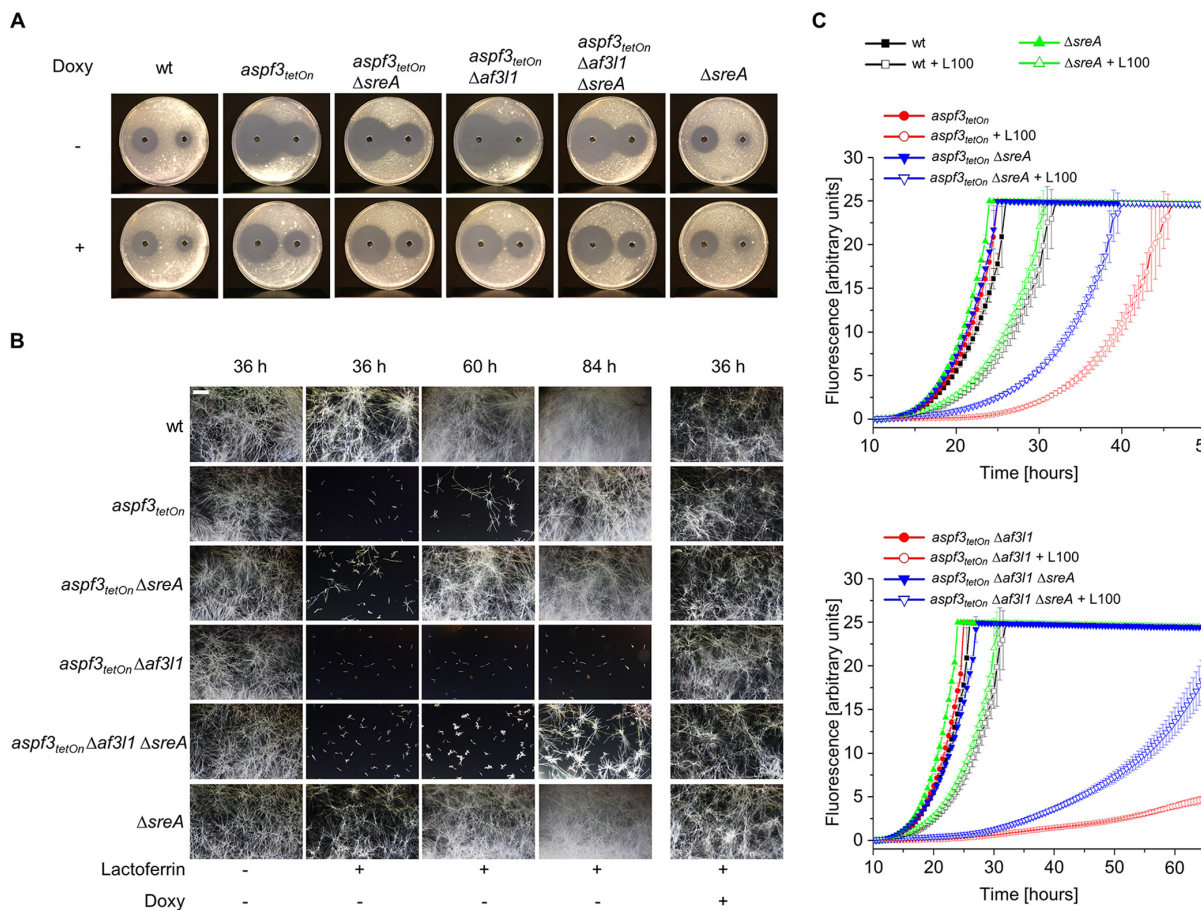 A
Doxy
wt
aspf3tetOn
aspf3tetOn
ΔsreA
aspf3tetOn
Δaf3l1
aspf3tetOn
Δaf3l1
ΔsreA
ΔsreA
-
+
B
36 h
36 h
60 h
84 h
36 h
wt
aspf3tetOn
aspf3tetOn ΔsreA
aspf3tetOn Δaf3l1
aspf3tetOn Δaf3l1 ΔsreA
ΔsreA
Lactoferrin - + + + +
Doxy - - - - +
C
wt
wt + L100
ΔsreA
ΔsreA + L100
aspf3tetOn
aspf3tetOn + L100
aspf3tetOn ΔsreA
aspf3tetOn ΔsreA + L100
Fluorescence [arbitrary units]
30
25
20
15
10
5
0
10 20 30 40 5
Time [hours]
aspf3tetOn Δaf3l1
aspf3tetOn Δaf3l1 + L100
aspf3tetOn Δaf3l1 ΔsreA
aspf3tetOn Δaf3l1 ΔsreA + L100
Fluorescence [arbitrary units]
30
25
20
15
10
5
0
10 20 30 40 50 60
Time [hours]